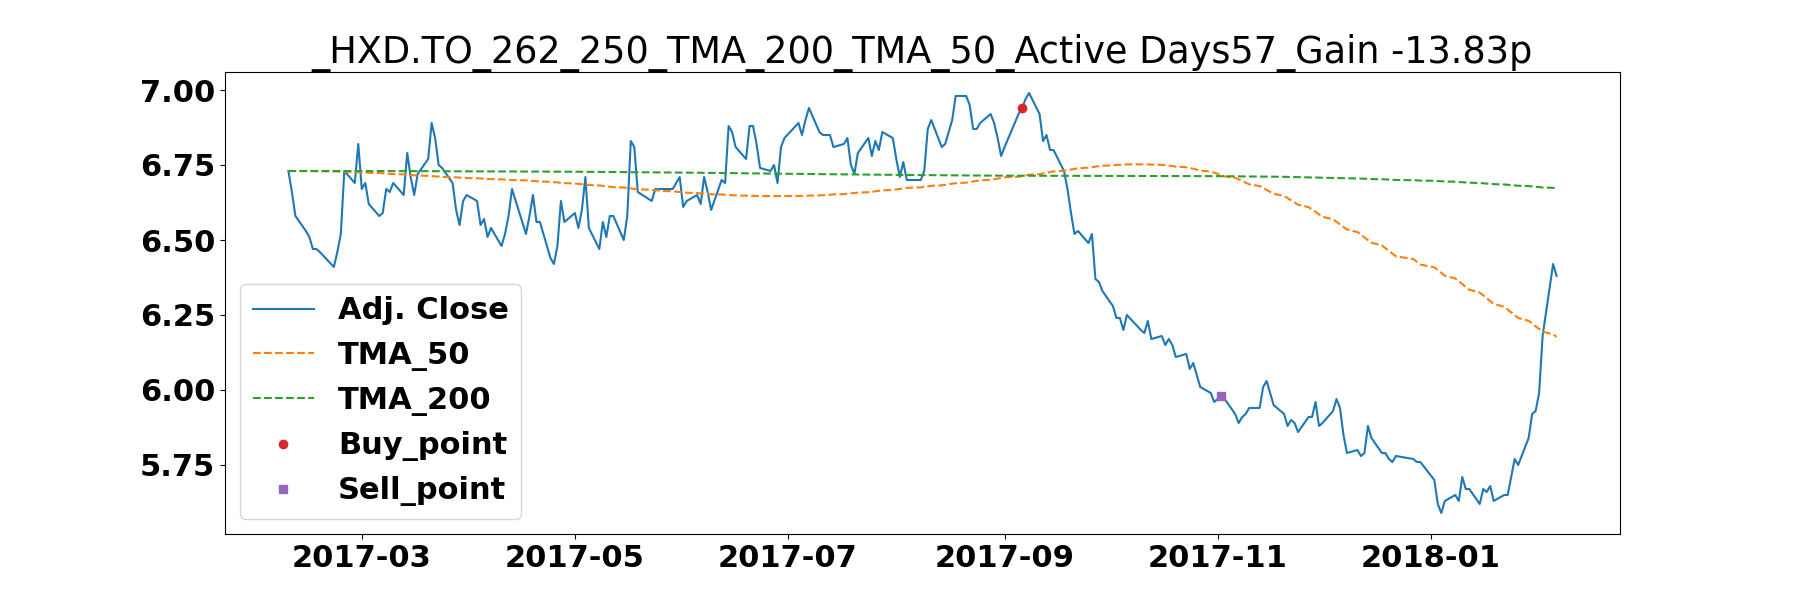 _HXD.TO_262_250_TMA_200_TMA_50_Active Days57_Gain -13.83p
7.00
6.75
6.50
6.25
6.00
5.75
Adj. Close
TMA_50
TMA_200
Buy_point
Sell_point
2017-03 2017-05 2017-07 2017-09 2017-11 2018-01